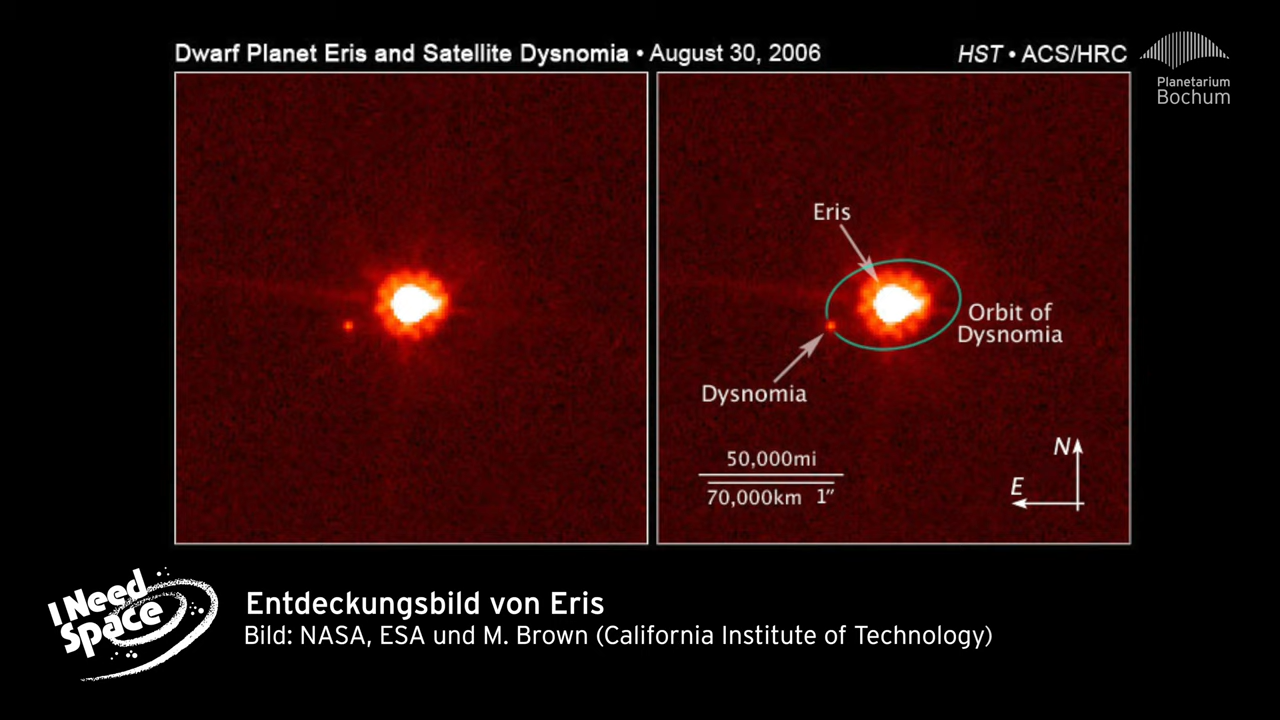 Dwarf Planet Eris and Satellite Dysnomia • August 30, 2006
HST • ACS/HRC
Planetarium
Bochum
Eris
Orbit of
Dysnomia
Dysnomia
50,000mi
70,000km 1″
N
E
I Need
Space
Entdeckungsbild von Eris
Bild: NASA, ESA und M. Brown (California Institute of Technology)